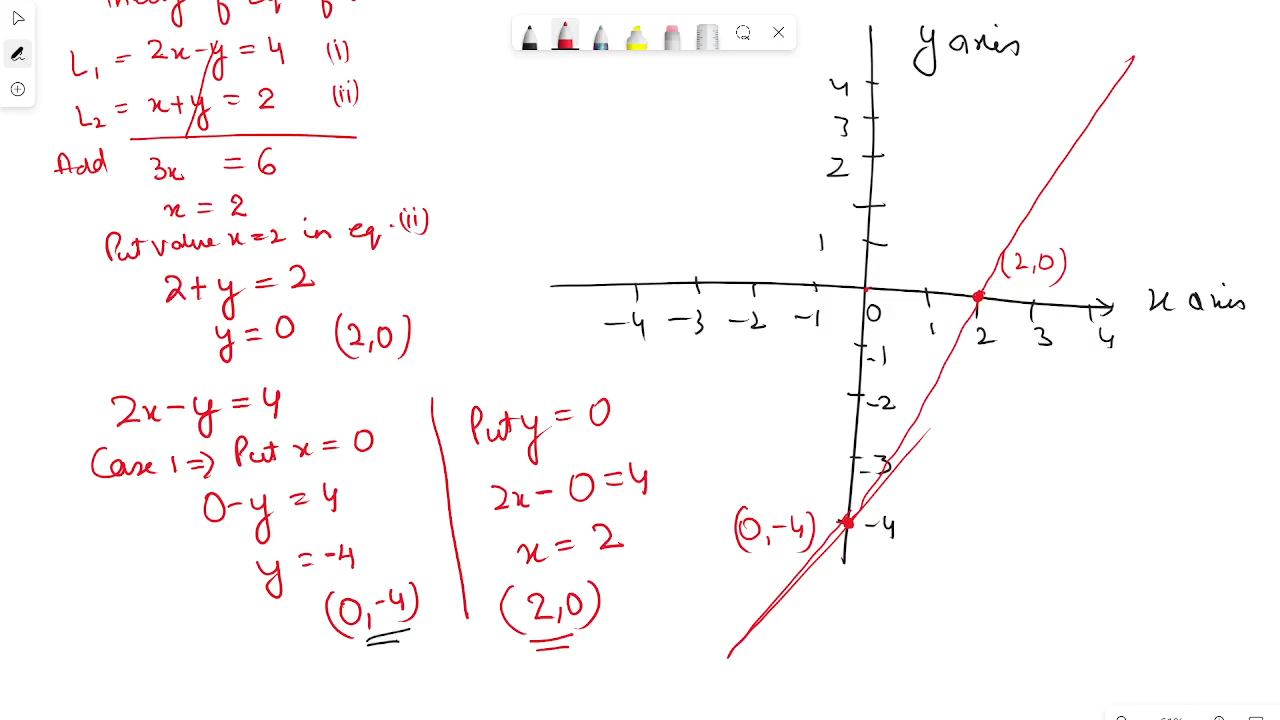 L₁ = 2x-y = 4 (i)
L₂ = x+y = 2 (ii)
Add 3x = 6
x = 2
Put value x=2 in eq.(ii)
2+y = 2
y = 0 (2,0)
2x-y = 4
Case 1 => Put x = 0
0-y = 4
y = -4
(0,-4)
Put y = 0
2x - 0 = 4
x = 2
(2,0)
y axis
4
3
2
1
(2,0)
x axis
-4 -3 -2 -1 0 1 2 3 4
-1
-2
-3
(0,-4) -4